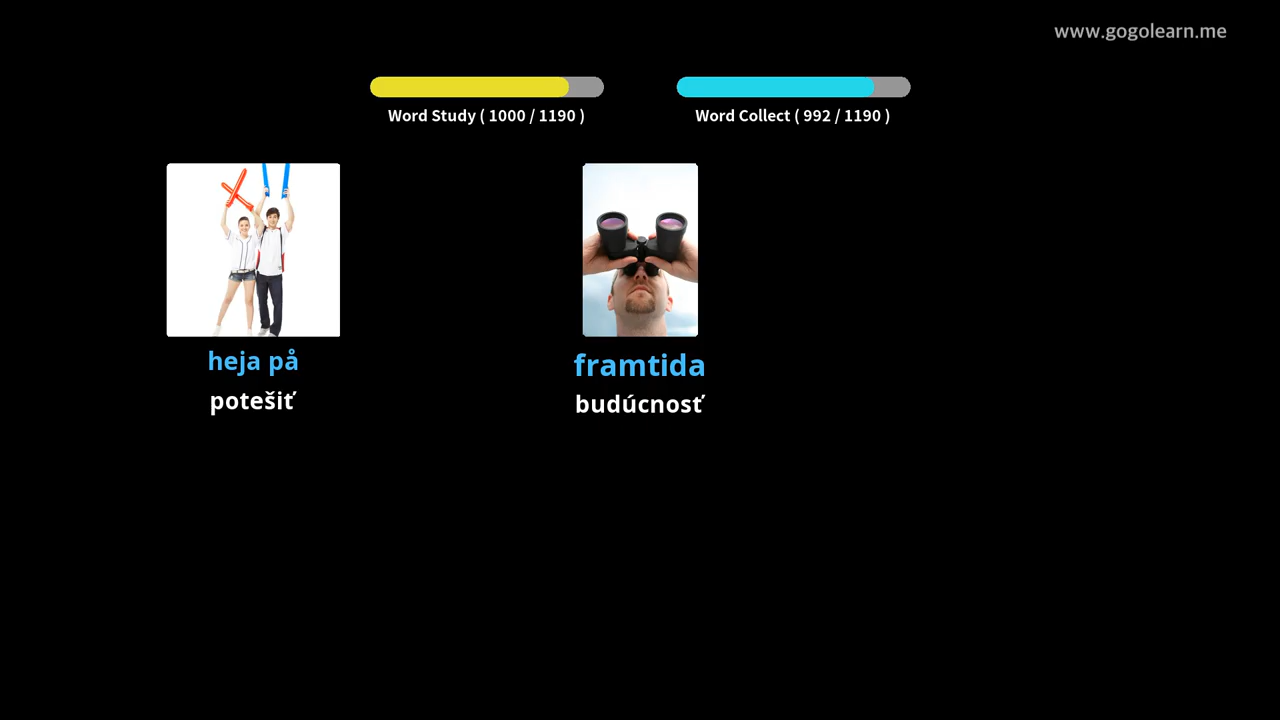 www.gogolearn.me
Word Study ( 1000 / 1190 )
Word Collect ( 992 / 1190 )
heja på
potešiť
framtida
budúcnosť